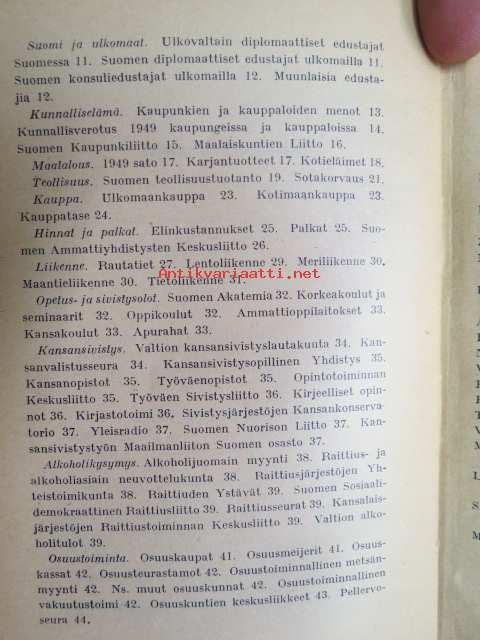 Suomi ja ulkomaat. Ulkovaltain diplomaattiset edustajat
Suomessa 11. Suomen diplomaattiset edustajat ulkomailla 11.
Suomen konsuliedustajat ulkomailla 12. Muunlaisia edusta-
jia 12.
Kunnalliselämä. Kaupunkien ja kauppaloiden menot 13.
Kunnallisverotus 1949 kaupungeissa ja kauppaloissa 14.
Suomen Kaupunkiliitto 15. Maalaiskuntien Liitto 16.
Maatalous. 1949 sato 17. Karjantuotteet 17. Kotieläimet 18.
Teollisuus. Suomen teollisuustuotanto 19. Sotakorvaus 21.
Kauppa. Ulkomaankauppa 23. Kotimaankauppa 23.
Kauppatase 24.
Hinnat ja palkat. Elinkustannukset 25. Palkat 25. Suo-
men Ammattiyhdistysten Keskusliitto 26.
Liikenne. Rautatiet 27. Lentoliikenne 29. Meriliikenne 30.
Antikvariaatti.net
Maantieliikenne 30. Tietoliikenne 31.
Opetus- ja sivistysolot. Suomen Akatemia 32. Korkeakoulut ja
seminaarit 32. Oppikoulut 32. Ammattioppilaitokset 33.
Kansakoulut 33. Apurahat 33.
Kansansivistys. Valtion kansansivistyslautakunta 34. Kan-
sanvalistusseura 34. Kansansivistysopillinen Yhdistys 35.
Kansanopistot 35. Työväenopistot 35. Opintotoiminnan
Keskusliitto 35. Työväen Sivistysliitto 36. Kirjeelliset opin-
not 36. Kirjastotoimi 36. Sivistysjärjestöjen Kansankonserva-
torio 37. Yleisradio 37. Suomen Nuorison Liitto 37. Kan-
sansivistystyön Maailmanliiton Suomen osasto 37.
Alkoholikysymys. Alkoholijuomain myynti 38. Raittius- ja
alkoholiasiain neuvottelukunta 38. Raittiusjärjestöjen Yh-
teistoimikunta 38. Raittiuden Ystävät 39. Suomen Sosiaali-
demokraattinen Raittiusliitto 39. Raittiusseurat 39. Kansalais-
järjestöjen Raittiustoiminnan Keskusliitto 39. Valtion alko-
holitulot 39.
Osuustoiminta. Osuuskaupat 41. Osuusmeijerit 41. Osuus-
kassat 42. Osuusteurastamot 42. Osuustoiminnallinen metsän-
myynti 42. Ns. muut osuuskunnat 42. Osuustoiminnallinen
vakuutustoimi 42. Osuuskuntien keskusliikkeet 43. Pellervo-
seura 44.